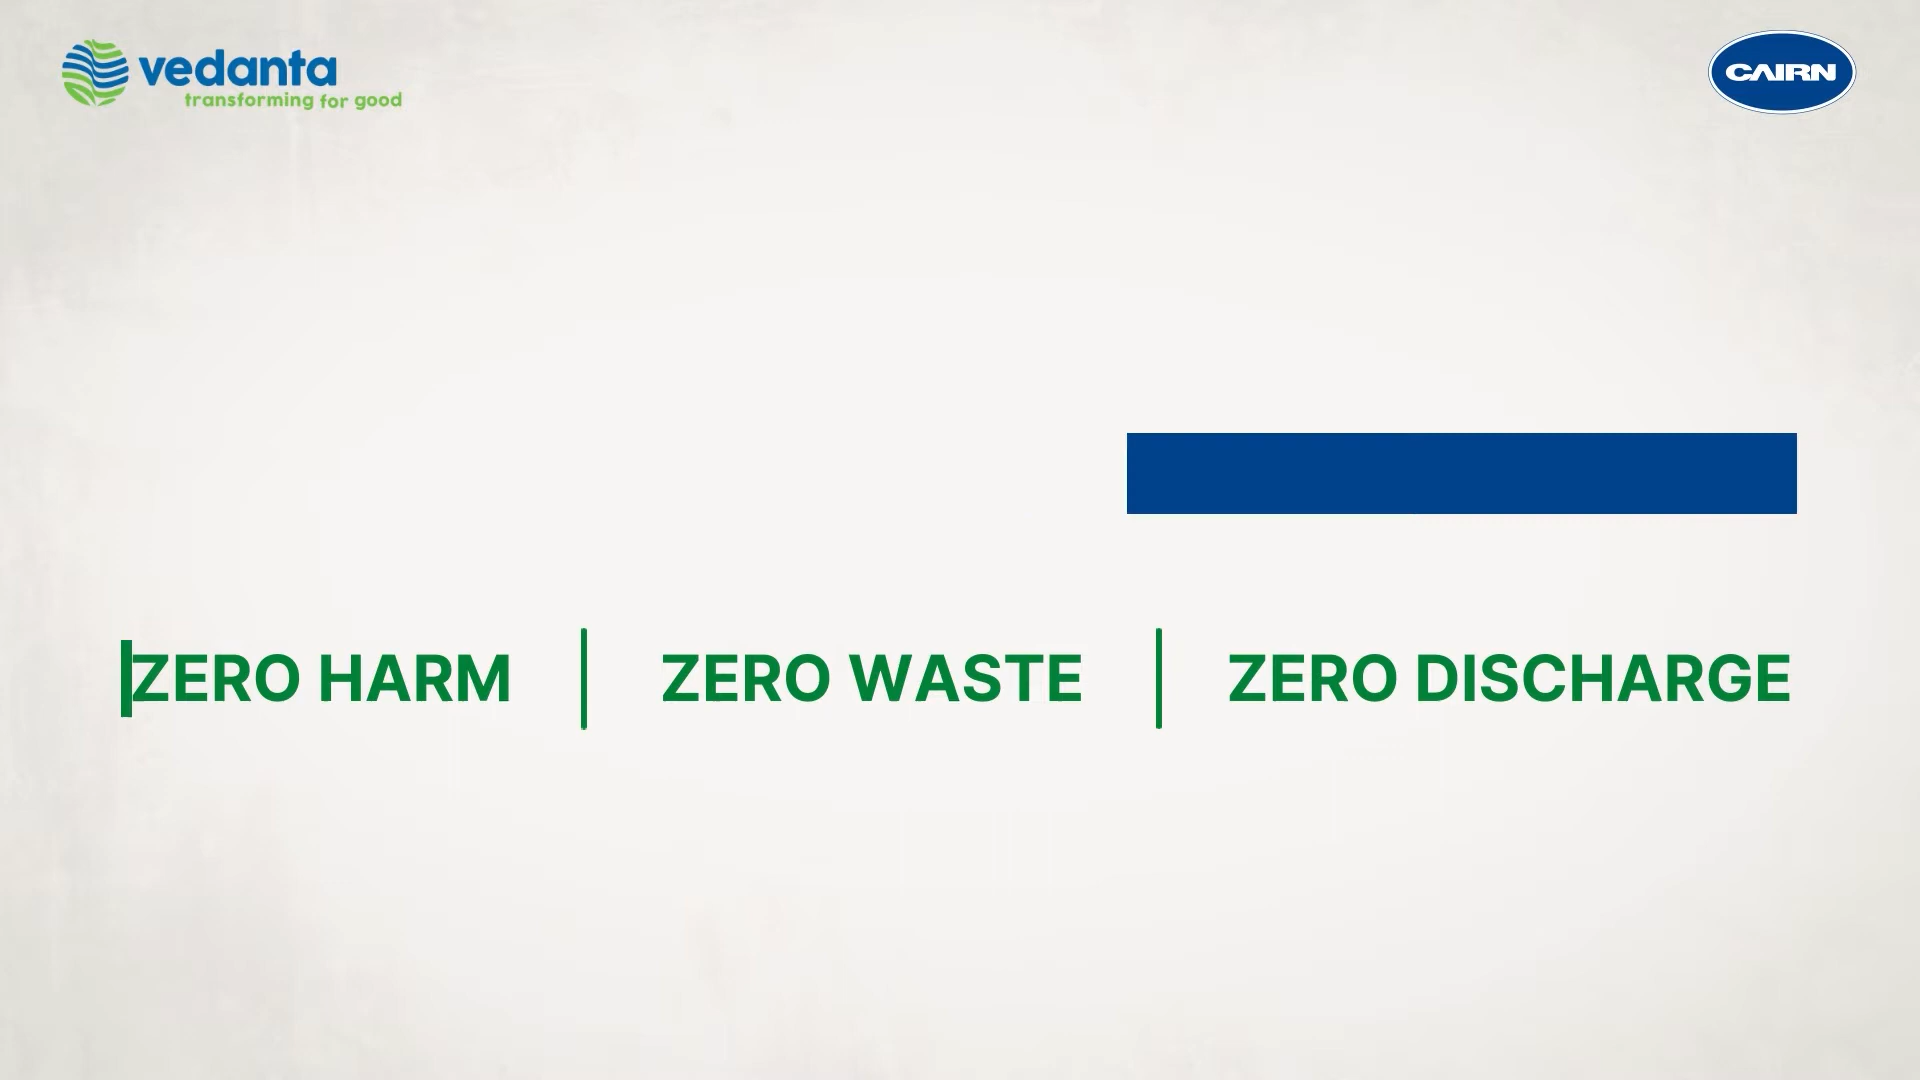 vedanta
transforming for good
CAIRN
ZERO HARM
ZERO WASTE
ZERO DISCHARGE